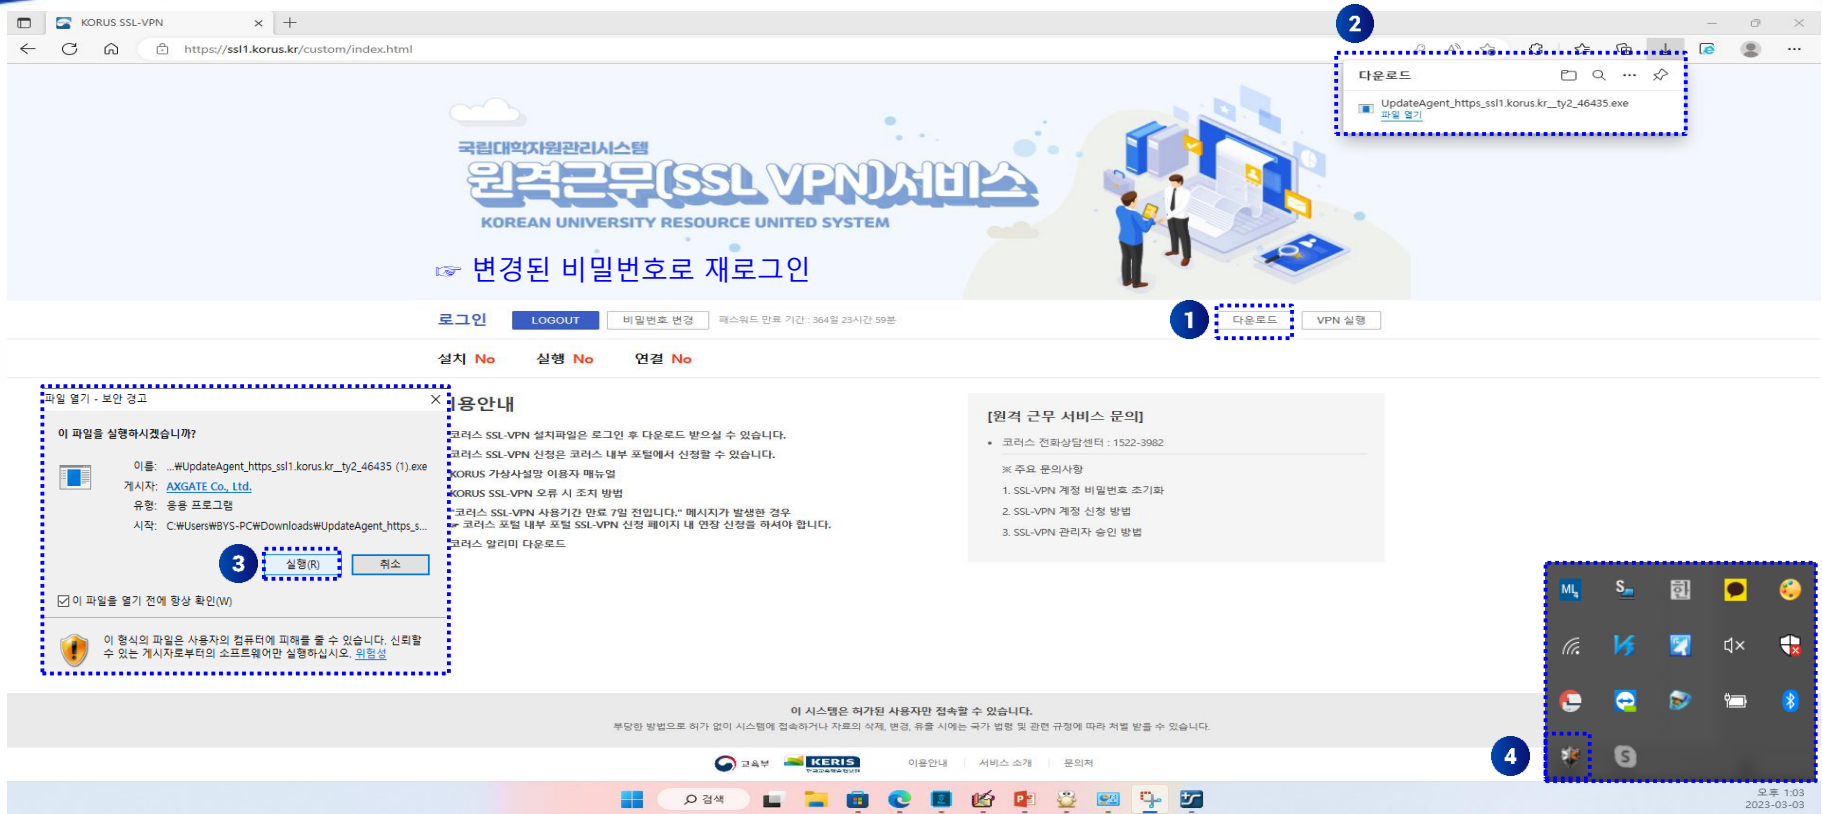 KORUS SSL-VPN
https://ssl1.korus.kr/custom/index.html
2
다운로드
UpdateAgent_https_ssl1.korus.kr__ty2_46435.exe
파일 열기
국립대학자원관리시스템
원격근무(SSL VPN)서비스
KOREAN UNIVERSITY RESOURCE UNITED SYSTEM
☞ 변경된 비밀번호로 재로그인
로그인 LOGOUT 비밀번호 변경 패스워드 만료 기간 : 364일 23시간 59분
1 다운로드 VPN 실행
설치 No 실행 No 연결 No
파일 열기 - 보안 경고
이 파일을 실행하시겠습니까?
이름: ...₩UpdateAgent_https_ssl1.korus.kr__ty2_46435 (1).exe
게시자: AXGATE Co., Ltd.
유형: 응용 프로그램
시작: C:₩Users₩BYS-PC₩Downloads₩UpdateAgent_https_s...
3 실행(R) 취소
이 파일을 열기 전에 항상 확인(W)
이 형식의 파일은 사용자의 컴퓨터에 피해를 줄 수 있습니다. 신뢰할
수 있는 게시자로부터의 소프트웨어만 실행하십시오. 위험성
용안내
코러스 SSL-VPN 설치파일은 로그인 후 다운로드 받으실 수 있습니다.
코러스 SSL-VPN 신청은 코러스 내부 포털에서 신청할 수 있습니다.
KORUS 가상사설망 이용자 매뉴얼
KORUS SSL-VPN 오류 시 조치 방법
"코러스 SSL-VPN 사용기간 만료 7일 전입니다." 메시지가 발생한 경우
코러스 포털 내부 포털 SSL-VPN 신청 페이지 내 연장 신청을 하셔야 합니다.
코러스 알리미 다운로드
[원격 근무 서비스 문의]
• 코러스 전화상담센터 : 1522-3982
※ 주요 문의사항
1. SSL-VPN 계정 비밀번호 초기화
2. SSL-VPN 계정 신청 방법
3. SSL-VPN 관리자 승인 방법
4
이 시스템은 허가된 사용자만 접속할 수 있습니다.
부당한 방법으로 허가 없이 시스템에 접속하거나 자료의 삭제, 변경, 유출 시에는 국가 법령 및 관련 규정에 따라 처벌 받을 수 있습니다.
교육부 KERIS 이용안내 서비스 소개 문의처
검색
오후 1:03
2023-03-03